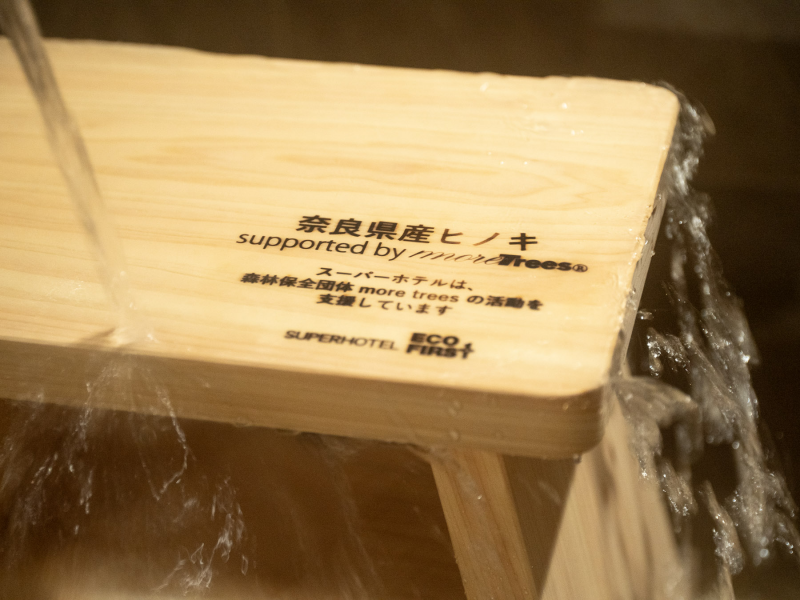 奈良県産ヒノキ
supported by more Trees®
スーパーホテルは、
森林保全団体 more trees の活動を
支援しています
SUPERHOTEL ECO FIRST